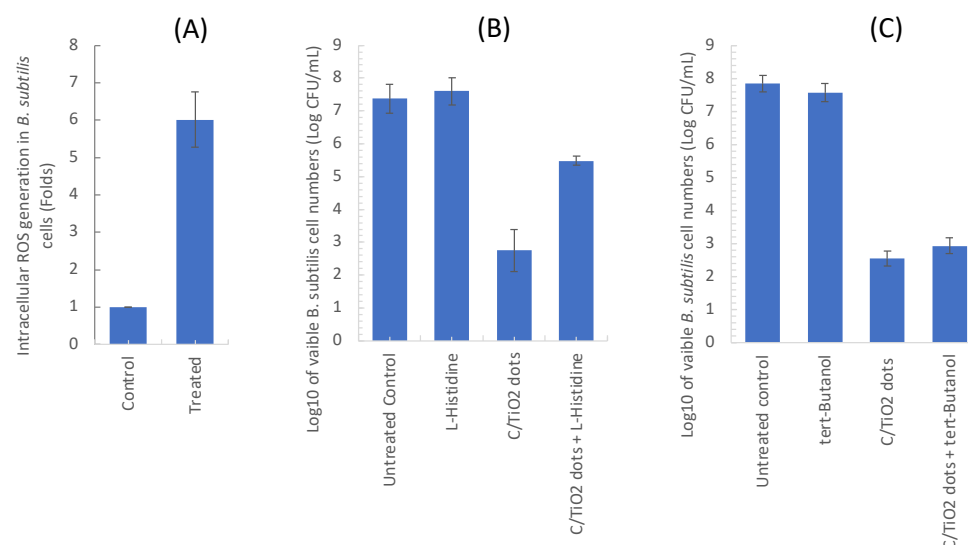 (A)
Intracellular ROS generation in B. subtilis
cells (Folds)
8
7
6
5
4
3
2
1
0
Control
Treated
(B)
Log10 of vaible B. subtilis cell numbers (Log CFU/mL)
9
8
7
6
5
4
3
2
1
0
Untreated Control
L-Histidine
C/TiO2 dots
C/TiO2 dots + L-Histidine
(C)
Log10 of vaible B. subtilis cell numbers (Log CFU/mL)
9
8
7
6
5
4
3
2
1
0
Untreated control
tert-Butanol
C/TiO2 dots
C/TiO2 dots + tert-Butanol